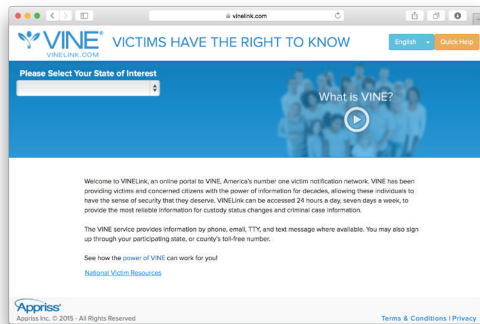 vinelink.com
VINE®
VINELINK.COM
VICTIMS HAVE THE RIGHT TO KNOW
English
Quick Help
Please Select Your State of Interest
What is VINE?
Welcome to VINELink, an online portal to VINE, America's number one victim notification network. VINE has been
providing victims and concerned citizens with the power of information for decades, allowing these individuals to
have the sense of security that they deserve. VINELink can be accessed 24 hours a day, seven days a week, to
provide the most reliable information for custody status changes and criminal case information.
The VINE service provides information by phone, email, TTY, and text message where available. You may also sign
up through your participating state, or county's toll-free number.
See how the power of VINE can work for you!
National Victim Resources
Appriss®
Appriss Inc. © 2015 - All Rights Reserved
Terms & Conditions | Privacy